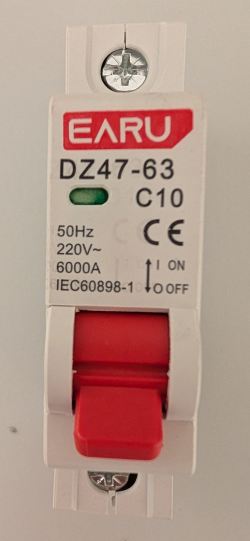 EARU
DZ47-63
C10
50Hz
220V~
6000A
IEC60898-1
CE
I ON
O OFF